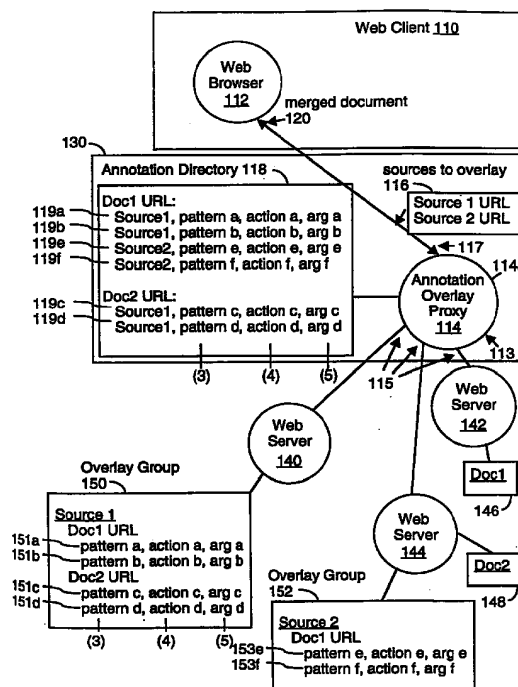 Web Client 110
Web
Browser
112
merged document
120
130
Annotation Directory 118
sources to overlay
116
Source 1 URL
Source 2 URL
Doc1 URL:
119a Source1, pattern a, action a, arg a
119b Source1, pattern b, action b, arg b
119e Source2, pattern e, action e, arg e
119f Source2, pattern f, action f, arg f
Doc2 URL:
119c Source1, pattern c, action c, arg c
119d Source1, pattern d, action d, arg d
(3) (4) (5)
117
114
Annotation
Overlay
Proxy
114
113
115
Web
Server
140
Web
Server
142
Doc1
146
Overlay Group
150
Source 1
Doc1 URL
151a pattern a, action a, arg a
151b pattern b, action b, arg b
Doc2 URL
151c pattern c, action c, arg c
151d pattern d, action d, arg d
(3) (4) (5)
Web
Server
144
Doc2
148
Overlay Group
152
Source 2
Doc1 URL
153e pattern e, action e, arg e
153f pattern f, action f, arg f